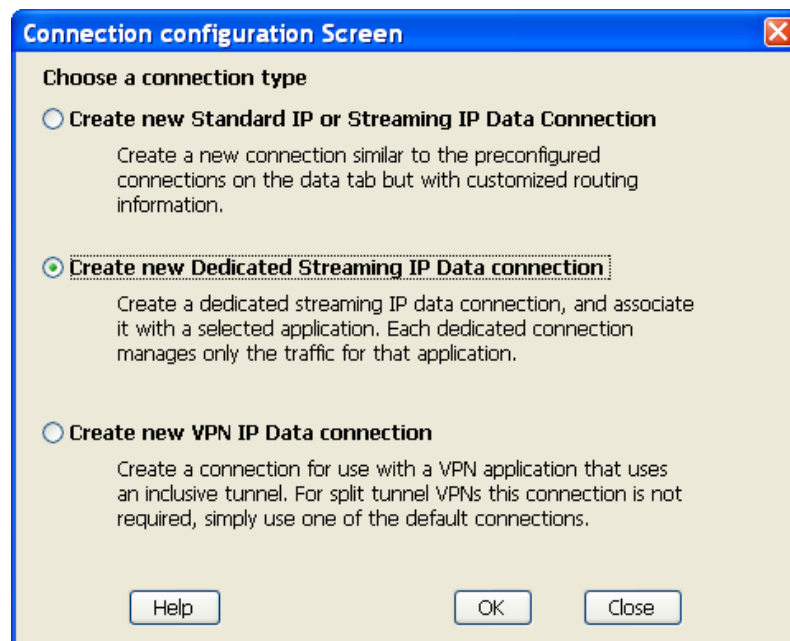 Connection configuration Screen
Choose a connection type
Create new Standard IP or Streaming IP Data Connection
Create a new connection similar to the preconfigured
connections on the data tab but with customized routing
information.
Create new Dedicated Streaming IP Data connection
Create a dedicated streaming IP data connection, and associate
it with a selected application. Each dedicated connection
manages only the traffic for that application.
Create new VPN IP Data connection
Create a connection for use with a VPN application that uses
an inclusive tunnel. For split tunnel VPNs this connection is not
required, simply use one of the default connections.
Help OK Close